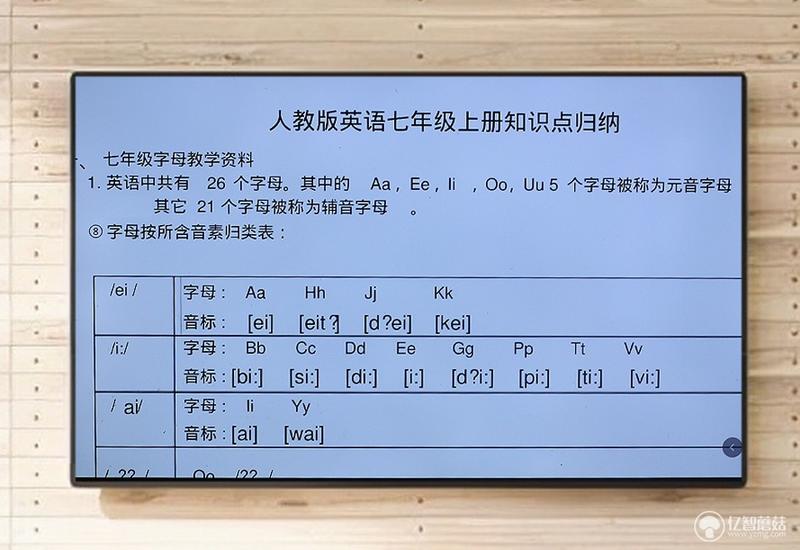 人教版英语七年级上册知识点归纳
、 七年级字母教学资料
1. 英语中共有 26 个字母。其中的 Aa , Ee , Ii , Oo, Uu 5 个字母被称为元音字母
其它 21 个字母被称为辅音字母 。
⑧ 字母按所含音素归类表：
/ei / 字母： Aa Hh Jj Kk
音标： [ei] [eit?] [d?ei] [kei]
/i:/ 字母： Bb Cc Dd Ee Gg Pp Tt Vv
音标：[bi:] [si:] [di:] [i:] [d?i:] [pi:] [ti:] [vi:]
/ ai/ 字母： Ii Yy
音标：[ai] [wai]
/ ?? / Oo /?? /
亿智蘑菇
www.yzmg.com